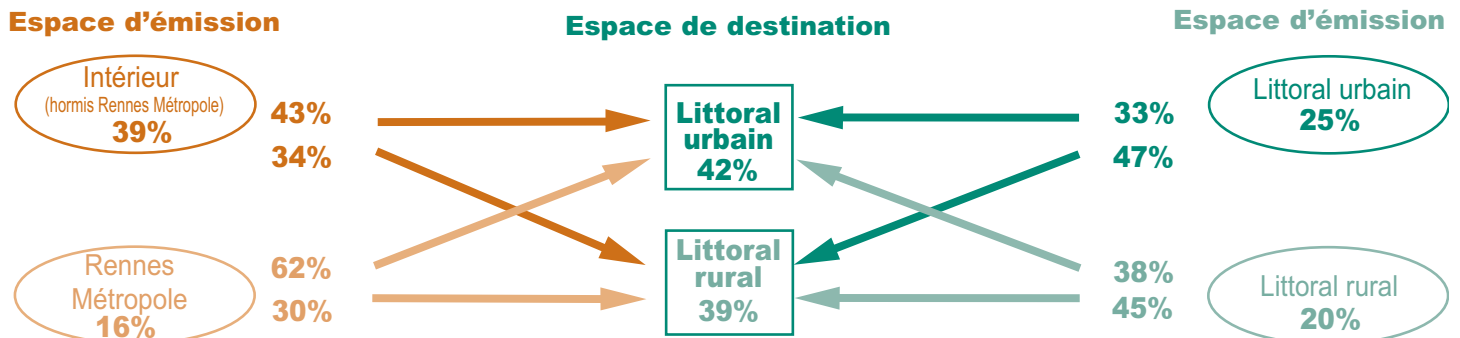 Espace d'émission
Espace de destination
Espace d'émission
Intérieur
(hormis Rennes Métropole)
39%
43%
34%
Rennes
Métropole
16%
62%
30%
Littoral
urbain
42%
Littoral
rural
39%
33%
47%
Littoral urbain
25%
38%
45%
Littoral rural
20%